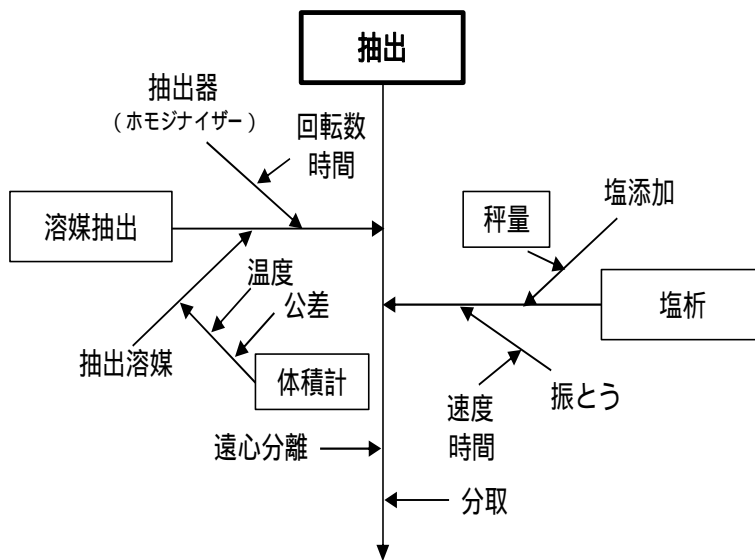 抽出
抽出器
（ホモジナイザー）
回転数
時間
溶媒抽出
秤量
塩添加
温度
公差
塩析
抽出溶媒
体積計
速度
時間
振とう
遠心分離
分取